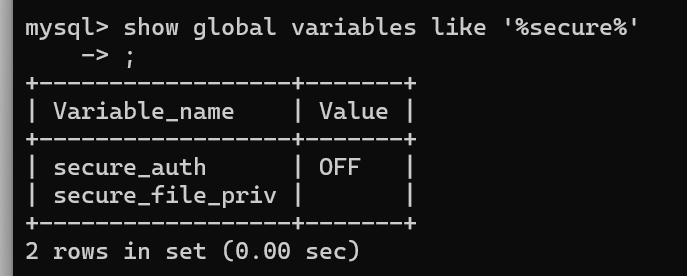 mysql> show global variables like '%secure%'
    -> ;
+------------------+-------+
| Variable_name    | Value |
+------------------+-------+
| secure_auth      | OFF   |
| secure_file_priv |       |
+------------------+-------+
2 rows in set (0.00 sec)